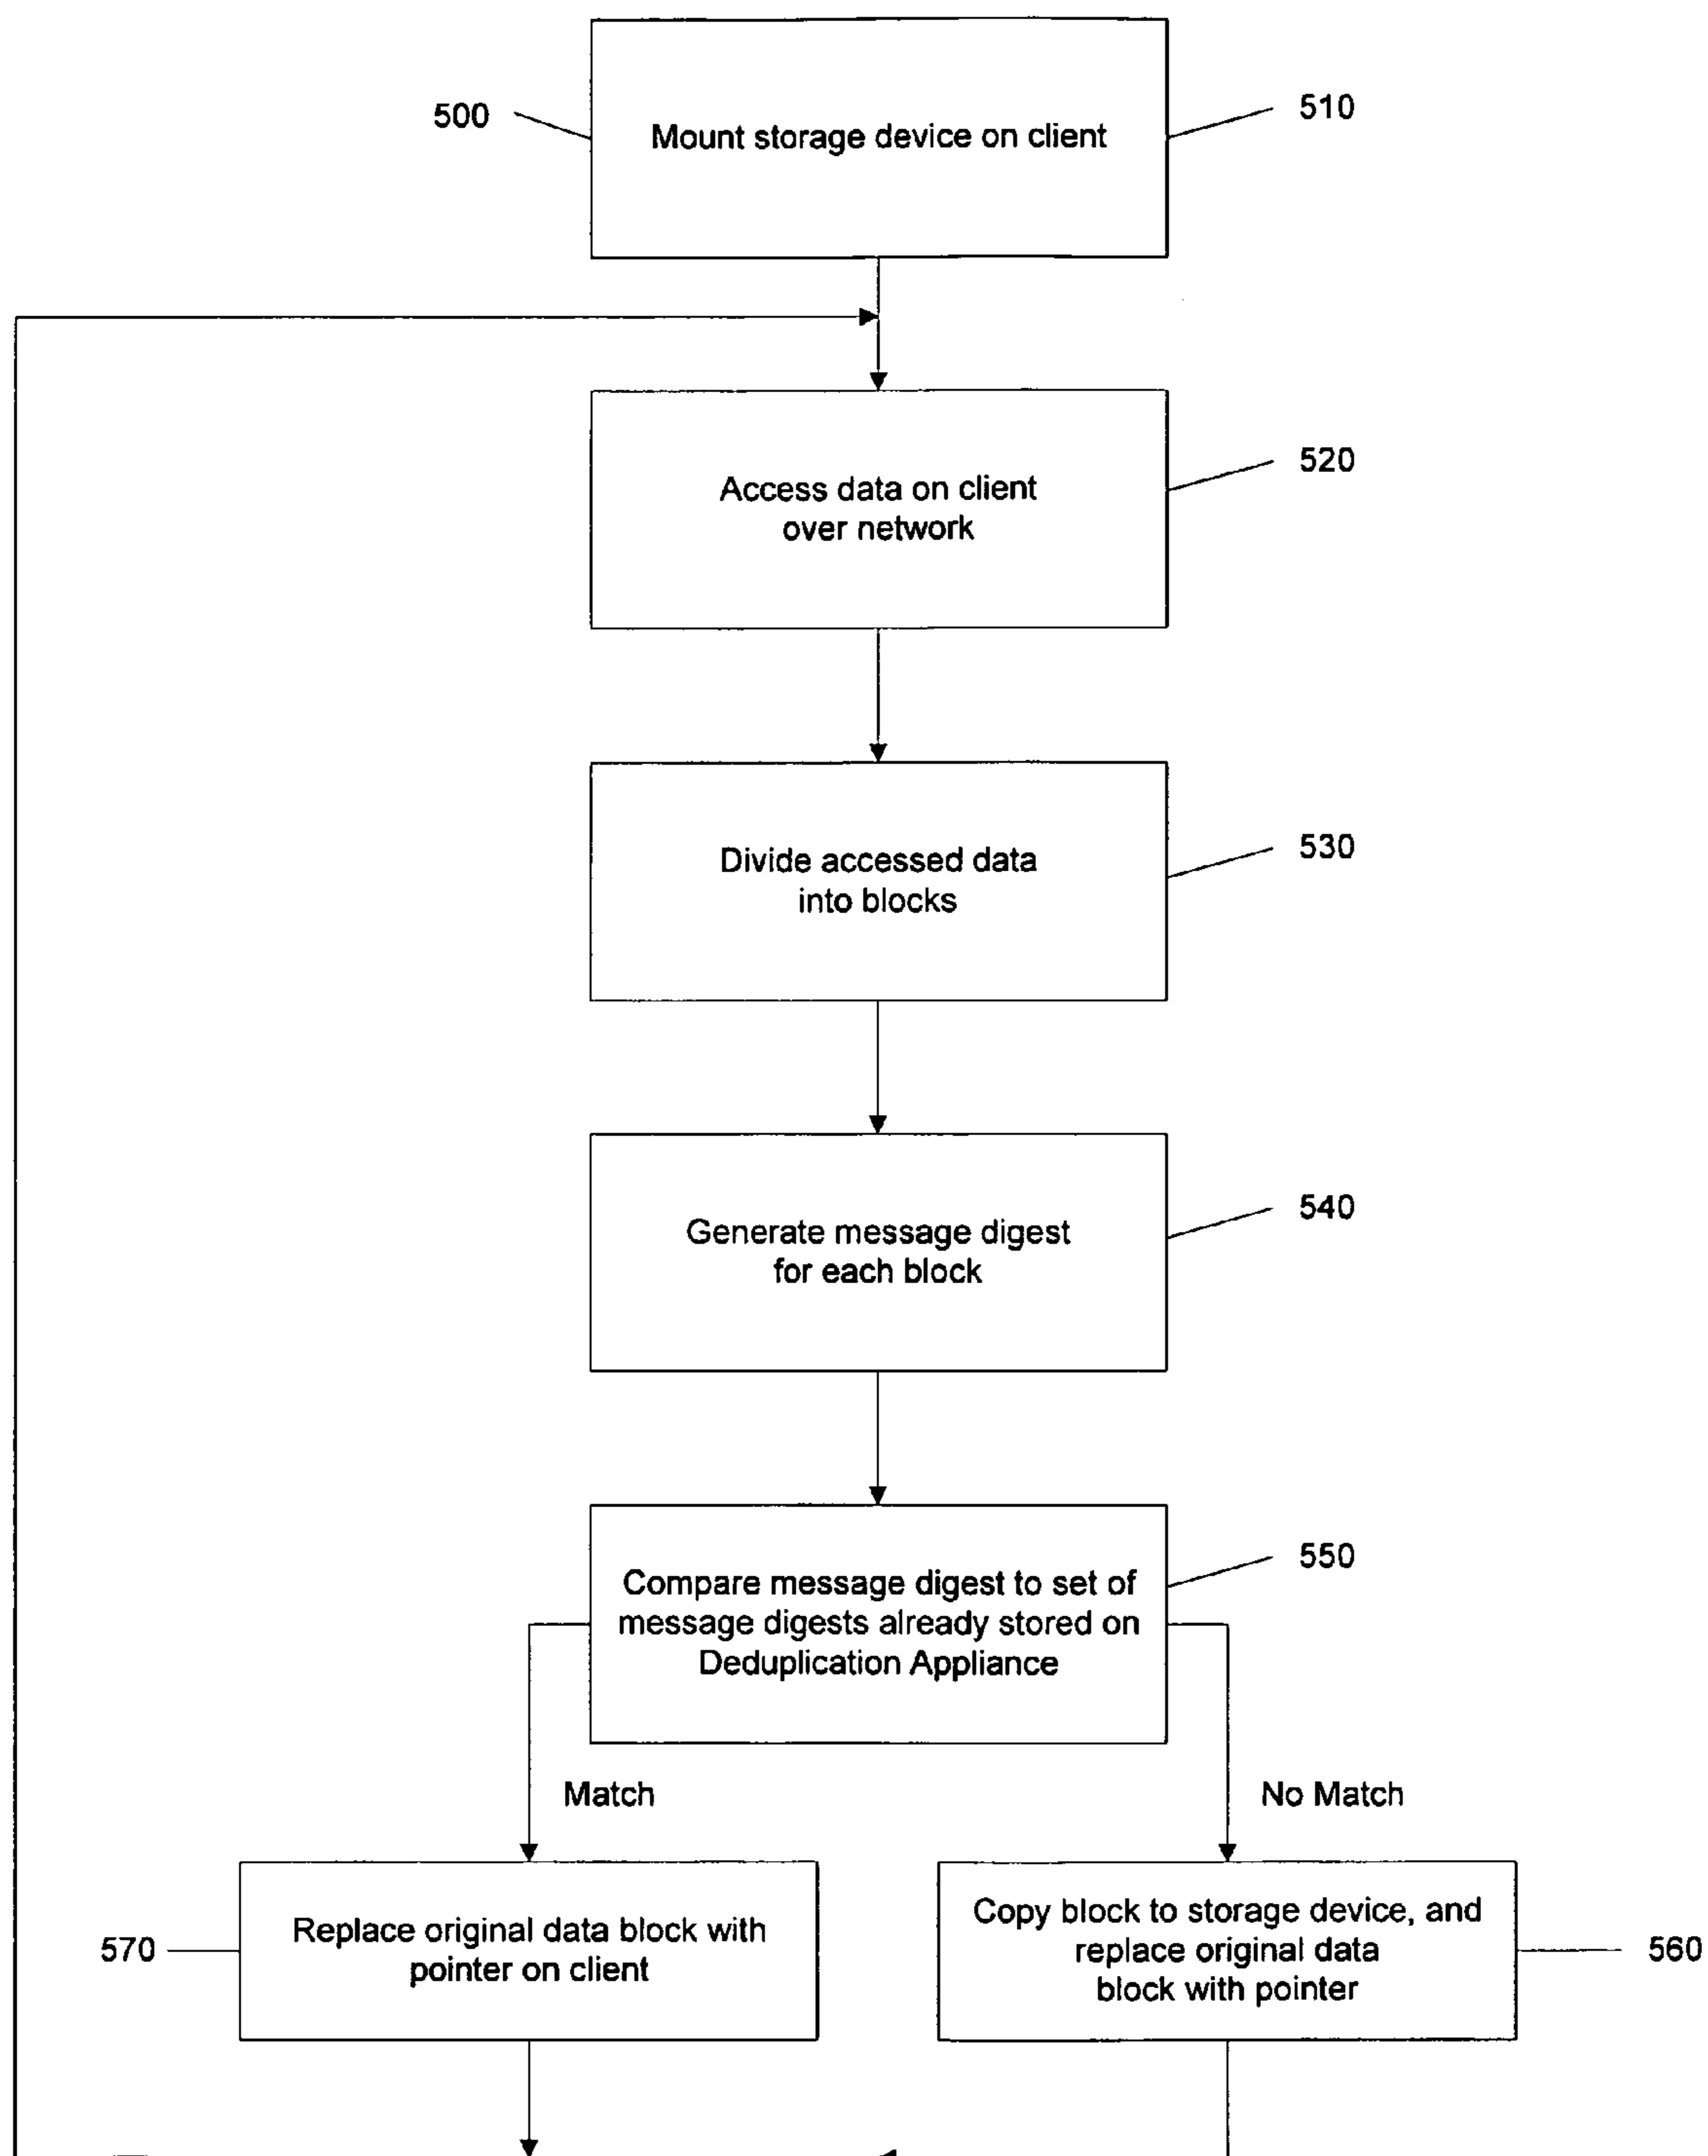 500
510
Mount storage device on client
520
Access data on client
over network
530
Divide accessed data
into blocks
540
Generate message digest
for each block
550
Compare message digest to set of
message digests already stored on
Deduplication Appliance
Match
No Match
570
Replace original data block with
pointer on client
Copy block to storage device, and
replace original data
block with pointer
560